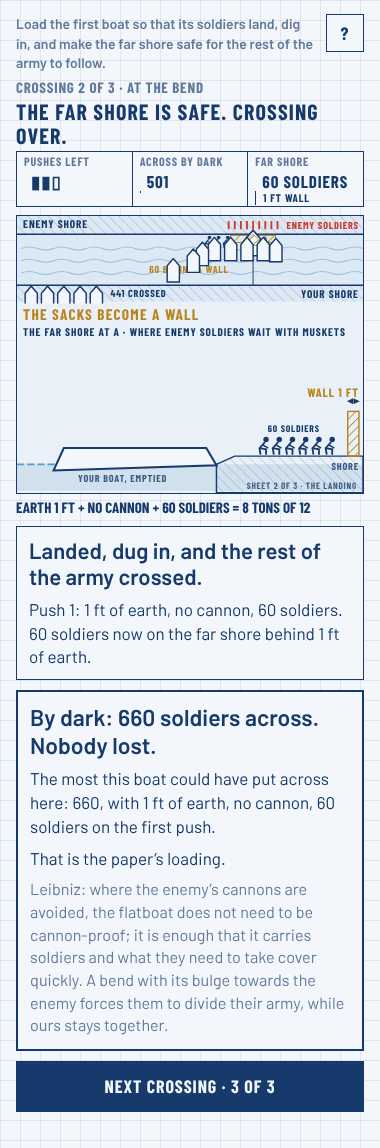 Load the first boat so that its soldiers land, dig
in, and make the far shore safe for the rest of the
army to follow.
?
CROSSING 2 OF 3 · AT THE BEND
THE FAR SHORE IS SAFE. CROSSING
OVER.
PUSHES LEFT
ACROSS BY DARK
501
FAR SHORE
60 SOLDIERS
1 FT WALL
ENEMY SHORE
ENEMY SOLDIERS
WALL
441 CROSSED
YOUR SHORE
THE SACKS BECOME A WALL
THE FAR SHORE AT A · WHERE ENEMY SOLDIERS WAIT WITH MUSKETS
WALL 1 FT
60 SOLDIERS
SHORE
YOUR BOAT, EMPTIED
SHEET 2 OF 3 · THE LANDING
EARTH 1 FT + NO CANNON + 60 SOLDIERS = 8 TONS OF 12
Landed, dug in, and the rest of
the army crossed.
Push 1: 1 ft of earth, no cannon, 60 soldiers.
60 soldiers now on the far shore behind 1 ft
of earth.
By dark: 660 soldiers across.
Nobody lost.
The most this boat could have put across
here: 660, with 1 ft of earth, no cannon, 60
soldiers on the first push.
That is the paper's loading.
Leibniz: where the enemy's cannons are
avoided, the flatboat does not need to be
cannon-proof; it is enough that it carries
soldiers and what they need to take cover
quickly. A bend with its bulge towards the
enemy forces them to divide their army, while
ours stays together.
NEXT CROSSING · 3 OF 3